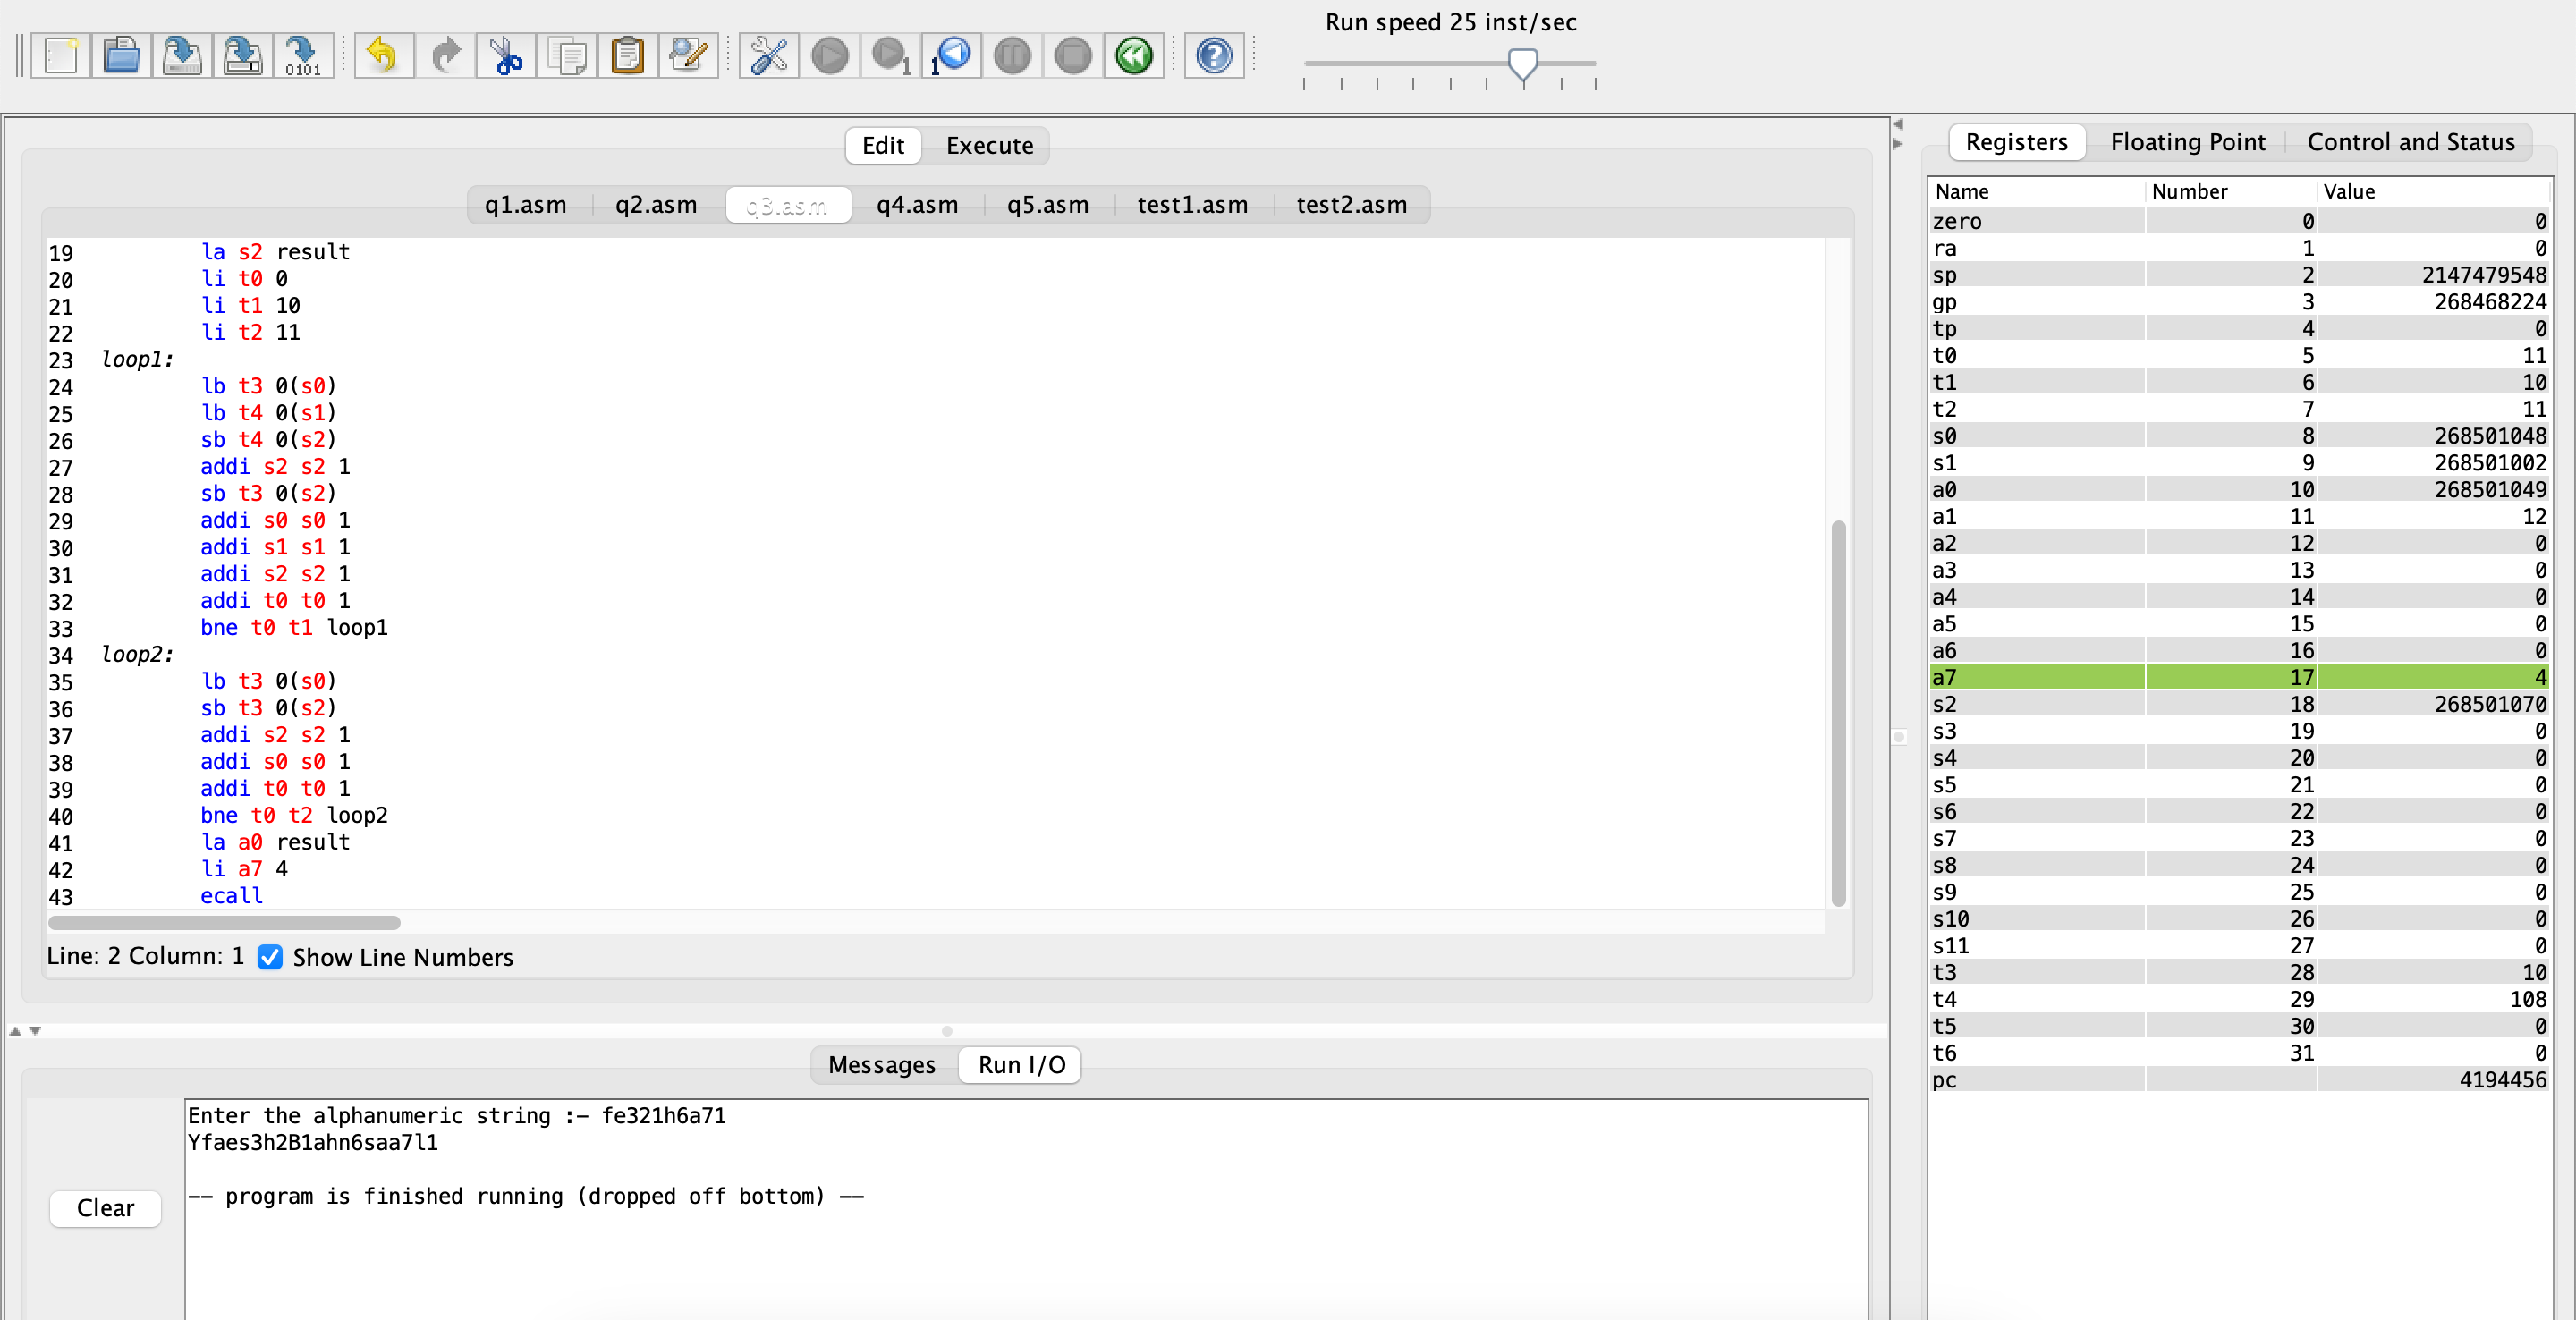 Run speed 25 inst/sec
0101
1
1
Edit Execute
q1.asm q2.asm q3.asm q4.asm q5.asm test1.asm test2.asm
19 la s2 result
20 li t0 0
21 li t1 10
22 li t2 11
23 loop1:
24 lb t3 0(s0)
25 lb t4 0(s1)
26 sb t4 0(s2)
27 addi s2 s2 1
28 sb t3 0(s2)
29 addi s0 s0 1
30 addi s1 s1 1
31 addi s2 s2 1
32 addi t0 t0 1
33 bne t0 t1 loop1
34 loop2:
35 lb t3 0(s0)
36 sb t3 0(s2)
37 addi s2 s2 1
38 addi s0 s0 1
39 addi t0 t0 1
40 bne t0 t2 loop2
41 la a0 result
42 li a7 4
43 ecall
Line: 2 Column: 1 Show Line Numbers
Messages Run I/O
Clear
Enter the alphanumeric string :- fe321h6a71
Yfaes3h2B1ahn6saa7l1
-- program is finished running (dropped off bottom) --
Registers Floating Point Control and Status
Name Number Value
zero 0 0
ra 1 0
sp 2 2147479548
gp 3 268468224
tp 4 0
t0 5 11
t1 6 10
t2 7 11
s0 8 268501048
s1 9 268501002
a0 10 268501049
a1 11 12
a2 12 0
a3 13 0
a4 14 0
a5 15 0
a6 16 0
a7 17 4
s2 18 268501070
s3 19 0
s4 20 0
s5 21 0
s6 22 0
s7 23 0
s8 24 0
s9 25 0
s10 26 0
s11 27 0
t3 28 10
t4 29 108
t5 30 0
t6 31 0
pc 4194456